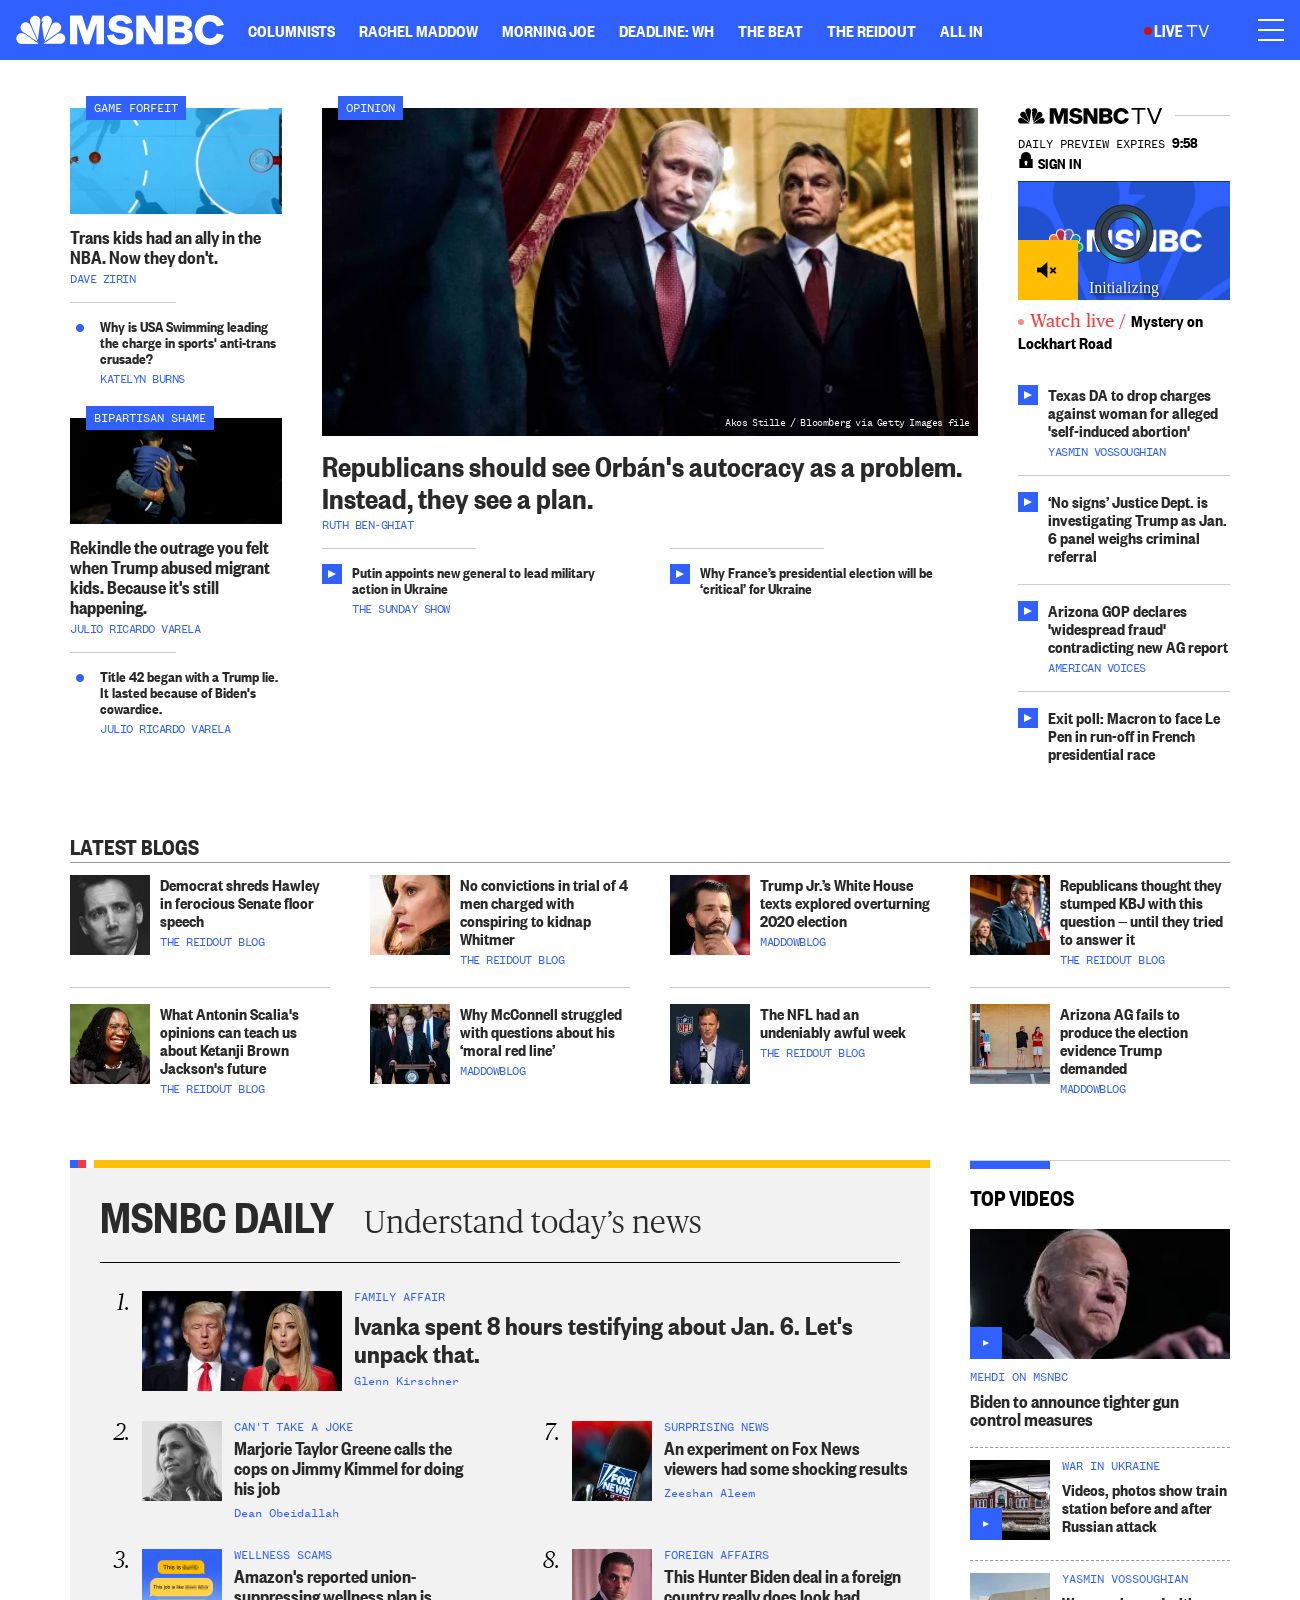 MSNBC
COLUMNISTS
RACHEL MADDOW
MORNING JOE
DEADLINE: WH
THE BEAT
THE REIDOUT
ALL IN
LIVE TV
GAME FORFEIT
Trans kids had an ally in the
NBA. Now they don't.
DAVE ZIRIN
Why is USA Swimming leading
the charge in sports' anti-trans
crusade?
KATELYN BURNS
BIPARTISAN SHAME
Rekindle the outrage you felt
when Trump abused migrant
kids. Because it's still
happening.
JULIO RICARDO VARELA
Title 42 began with a Trump lie.
It lasted because of Biden's
cowardice.
JULIO RICARDO VARELA
OPINION
Akos Stille / Bloomberg via Getty Images file
Republicans should see Orbán's autocracy as a problem.
Instead, they see a plan.
RUTH BEN-GHIAT
Putin appoints new general to lead military
action in Ukraine
THE SUNDAY SHOW
Why France’s presidential election will be
‘critical’ for Ukraine
MSNBC TV
DAILY PREVIEW EXPIRES 9:58
SIGN IN
MSNBC
Initializing
Watch live / Mystery on
Lockhart Road
Texas DA to drop charges
against woman for alleged
'self-induced abortion'
YASMIN VOSSOUGHIAN
‘No signs’ Justice Dept. is
investigating Trump as Jan.
6 panel weighs criminal
referral
Arizona GOP declares
'widespread fraud'
contradicting new AG report
AMERICAN VOICES
Exit poll: Macron to face Le
Pen in run-off in French
presidential race
LATEST BLOGS
Democrat shreds Hawley
in ferocious Senate floor
speech
THE REIDOUT BLOG
No convictions in trial of 4
men charged with
conspiring to kidnap
Whitmer
THE REIDOUT BLOG
Trump Jr.’s White House
texts explored overturning
2020 election
MADDOWBLOG
Republicans thought they
stumped KBJ with this
question — until they tried
to answer it
THE REIDOUT BLOG
What Antonin Scalia's
opinions can teach us
about Ketanji Brown
Jackson's future
THE REIDOUT BLOG
Why McConnell struggled
with questions about his
‘moral red line’
MADDOWBLOG
NFL
The NFL had an
undeniably awful week
THE REIDOUT BLOG
Arizona AG fails to
produce the election
evidence Trump
demanded
MADDOWBLOG
MSNBC DAILY
Understand today’s news
1.
FAMILY AFFAIR
Ivanka spent 8 hours testifying about Jan. 6. Let's
unpack that.
Glenn Kirschner
2.
CAN'T TAKE A JOKE
Marjorie Taylor Greene calls the
cops on Jimmy Kimmel for doing
his job
Dean Obeidallah
3.
This is dumb
WELLNESS SCAMS
Amazon's reported union-
suppressing wellness plan is
7.
FOX
NEWS
SURPRISING NEWS
An experiment on Fox News
viewers had some shocking results
Zeeshan Aleem
8.
FOREIGN AFFAIRS
This Hunter Biden deal in a foreign
country really does look bad
TOP VIDEOS
MEHDI ON MSNBC
Biden to announce tighter gun
control measures
WAR IN UKRAINE
Videos, photos show train
station before and after
Russian attack
YASMIN VOSSOUGHIAN